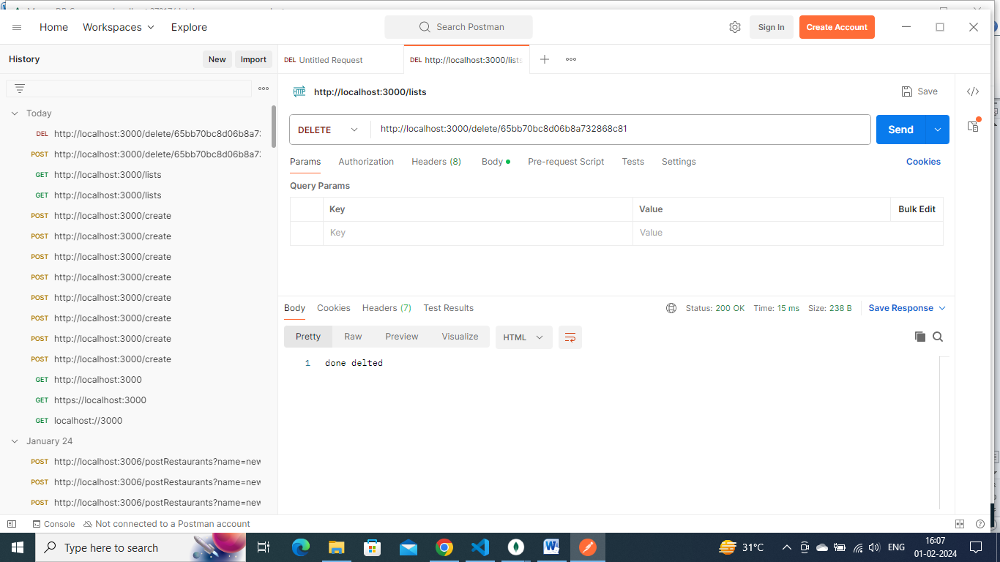 Home
Workspaces
Explore
Search Postman
Sign In
Create Account
History
New
Import
DEL Untitled Request
DEL http://localhost:3000/lists
HTTP
http://localhost:3000/lists
Save
Today
DEL http://localhost:3000/delete/65bb70bc8d06b8a73
POST http://localhost:3000/delete/65bb70bc8d06b8a73
GET http://localhost:3000/lists
GET http://localhost:3000/lists
POST http://localhost:3000/create
POST http://localhost:3000/create
POST http://localhost:3000/create
POST http://localhost:3000/create
POST http://localhost:3000/create
POST http://localhost:3000/create
POST http://localhost:3000/create
POST http://localhost:3000/create
GET http://localhost:3000
GET https://localhost:3000
GET localhost://3000
January 24
POST http://localhost:3006/postRestaurants?name=new
POST http://localhost:3006/postRestaurants?name=new
POST http://localhost:3006/postRestaurants?name=new
DELETE
http://localhost:3000/delete/65bb70bc8d06b8a732868c81
Send
Params
Authorization
Headers (8)
Body
Pre-request Script
Tests
Settings
Cookies
Query Params
Key
Value
Bulk Edit
Key
Value
Body
Cookies
Headers (7)
Test Results
Status: 200 OK
Time: 15 ms
Size: 238 B
Save Response
Pretty
Raw
Preview
Visualize
HTML
1 done delted
Console
Not connected to a Postman account
Type here to search
31°C
ENG
16:07
01-02-2024